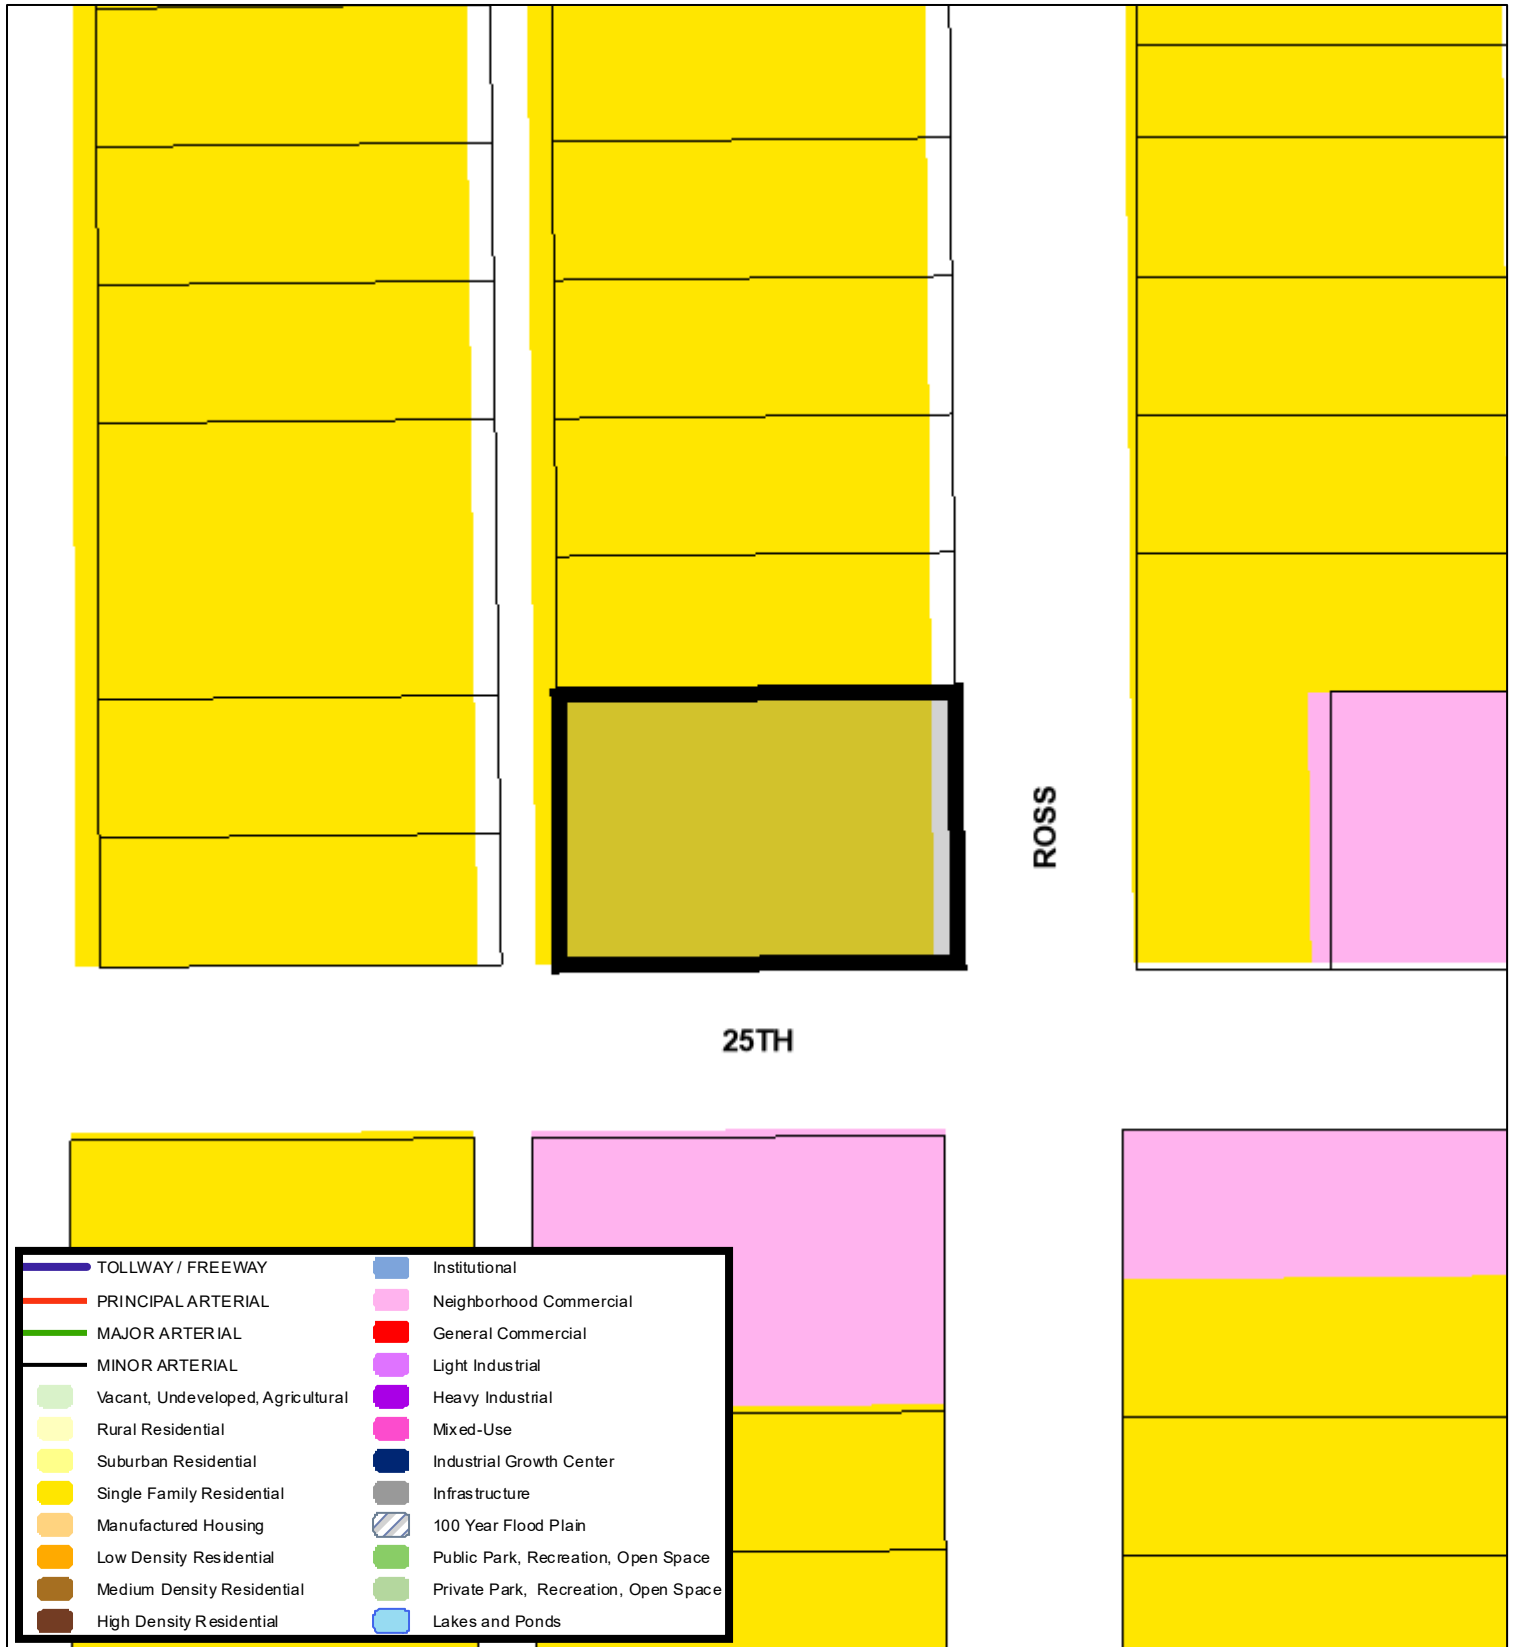 ROSS
25TH
TOLLWAY / FREEWAY
PRINCIPAL ARTERIAL
MAJOR ARTERIAL
MINOR ARTERIAL
Vacant, Undeveloped, Agricultural
Rural Residential
Suburban Residential
Single Family Residential
Manufactured Housing
Low Density Residential
Medium Density Residential
High Density Residential
Institutional
Neighborhood Commercial
General Commercial
Light Industrial
Heavy Industrial
Mixed-Use
Industrial Growth Center
Infrastructure
100 Year Flood Plain
Public Park, Recreation, Open Space
Private Park, Recreation, Open Space
Lakes and Ponds